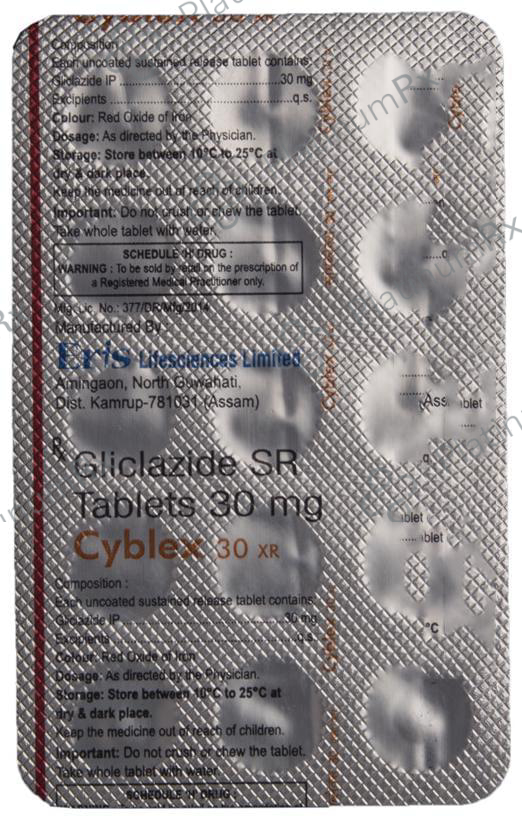 Cyblex 30 XR
Composition
Each uncoated sustained release tablet contains:
Gliclazide IP ..........................................30 mg
Excipients ..............................................q.s.
Colour: Red Oxide of Iron
Dosage: As directed by the Physician.
Storage: Store between 10°C to 25°C at
dry & dark place.
Keep the medicine out of reach of children.
Important: Do not crush or chew the tablet.
Take whole tablet with water.
SCHEDULE 'H' DRUG :
WARNING : To be sold by retail on the prescription of
a Registered Medical Practitioner only.
Mfg. Lic. No.: 377/DR/Mfg/2014
Manufactured By :
Eris Lifesciences Limited
Amingaon, North Guwahati,
Dist. Kamrup-781031 (Assam)
Rx
Gliclazide SR
Tablets 30 mg
Cyblex 30 XR
Composition :
Each uncoated sustained release tablet contains:
Gliclazide IP ..........................................30 mg
Excipients ..............................................q.s.
Colour: Red Oxide of Iron
Dosage: As directed by the Physician.
Storage: Store between 10°C to 25°C at
dry & dark place.
Keep the medicine out of reach of children.
Important: Do not crush or chew the tablet.
Take whole tablet with water.
SCHEDULE 'H' DRUG :